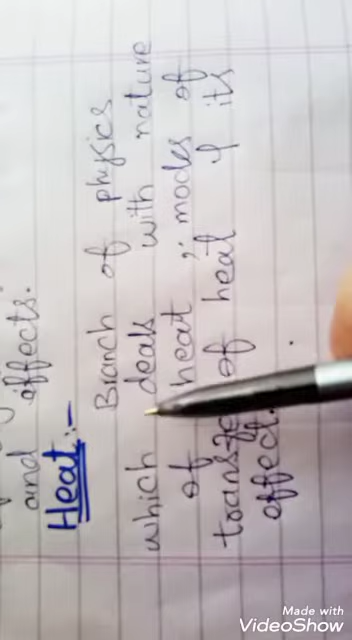 and effects.
Heat :-
Branch of physics
which deals with nature
of heat, modes of
transfer of heat & its
effect.
Made with
VideoShow